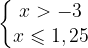 x > -3
x ⩽ 1,25